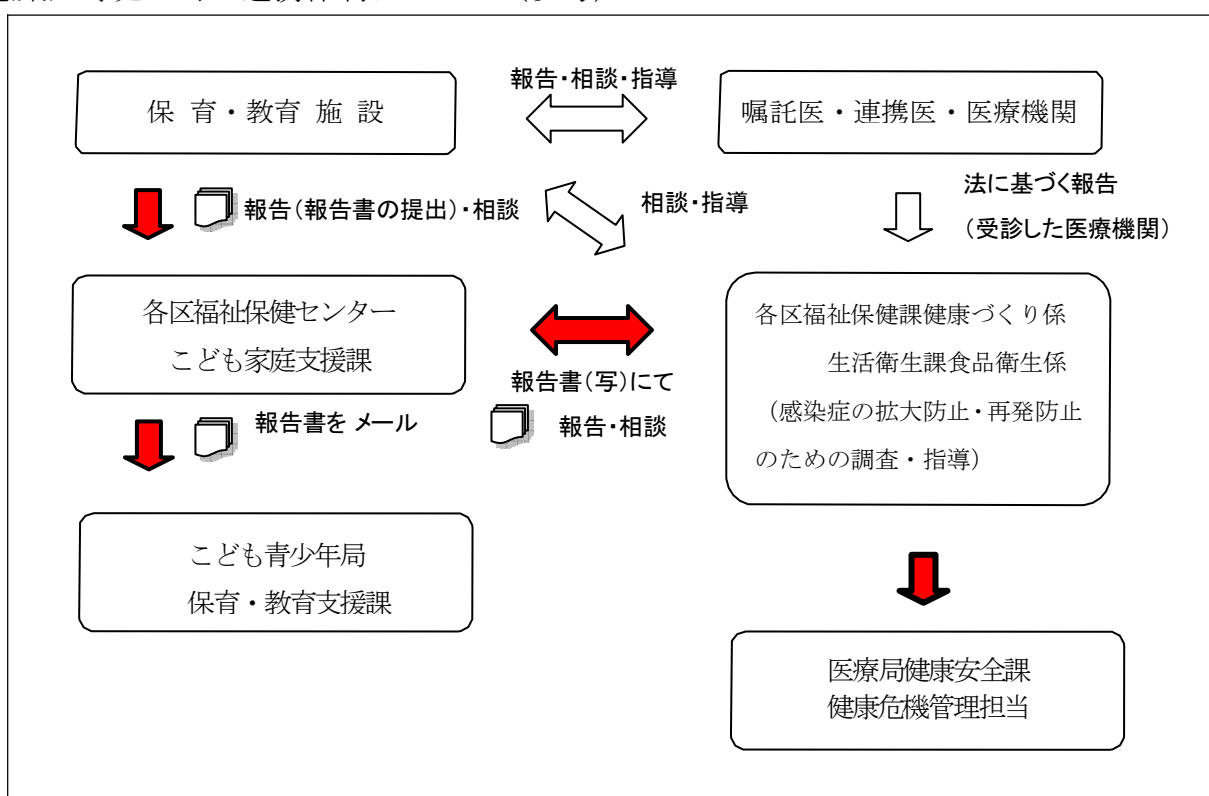 報告・相談・指導
保 育・教育 施 設
嘱託医・連携医・医療機関
報告(報告書の提出)・相談
相談・指導
法に基づく報告
(受診した医療機関)
各区福祉保健センター
こども家庭支援課
報告書(写)にて
報告・相談
各区福祉保健課健康づくり係
生活衛生課食品衛生係
(感染症の拡大防止・再発防止
のための調査・指導)
報告書を メール
こども青少年局
保育・教育支援課
医療局健康安全課
健康危機管理担当